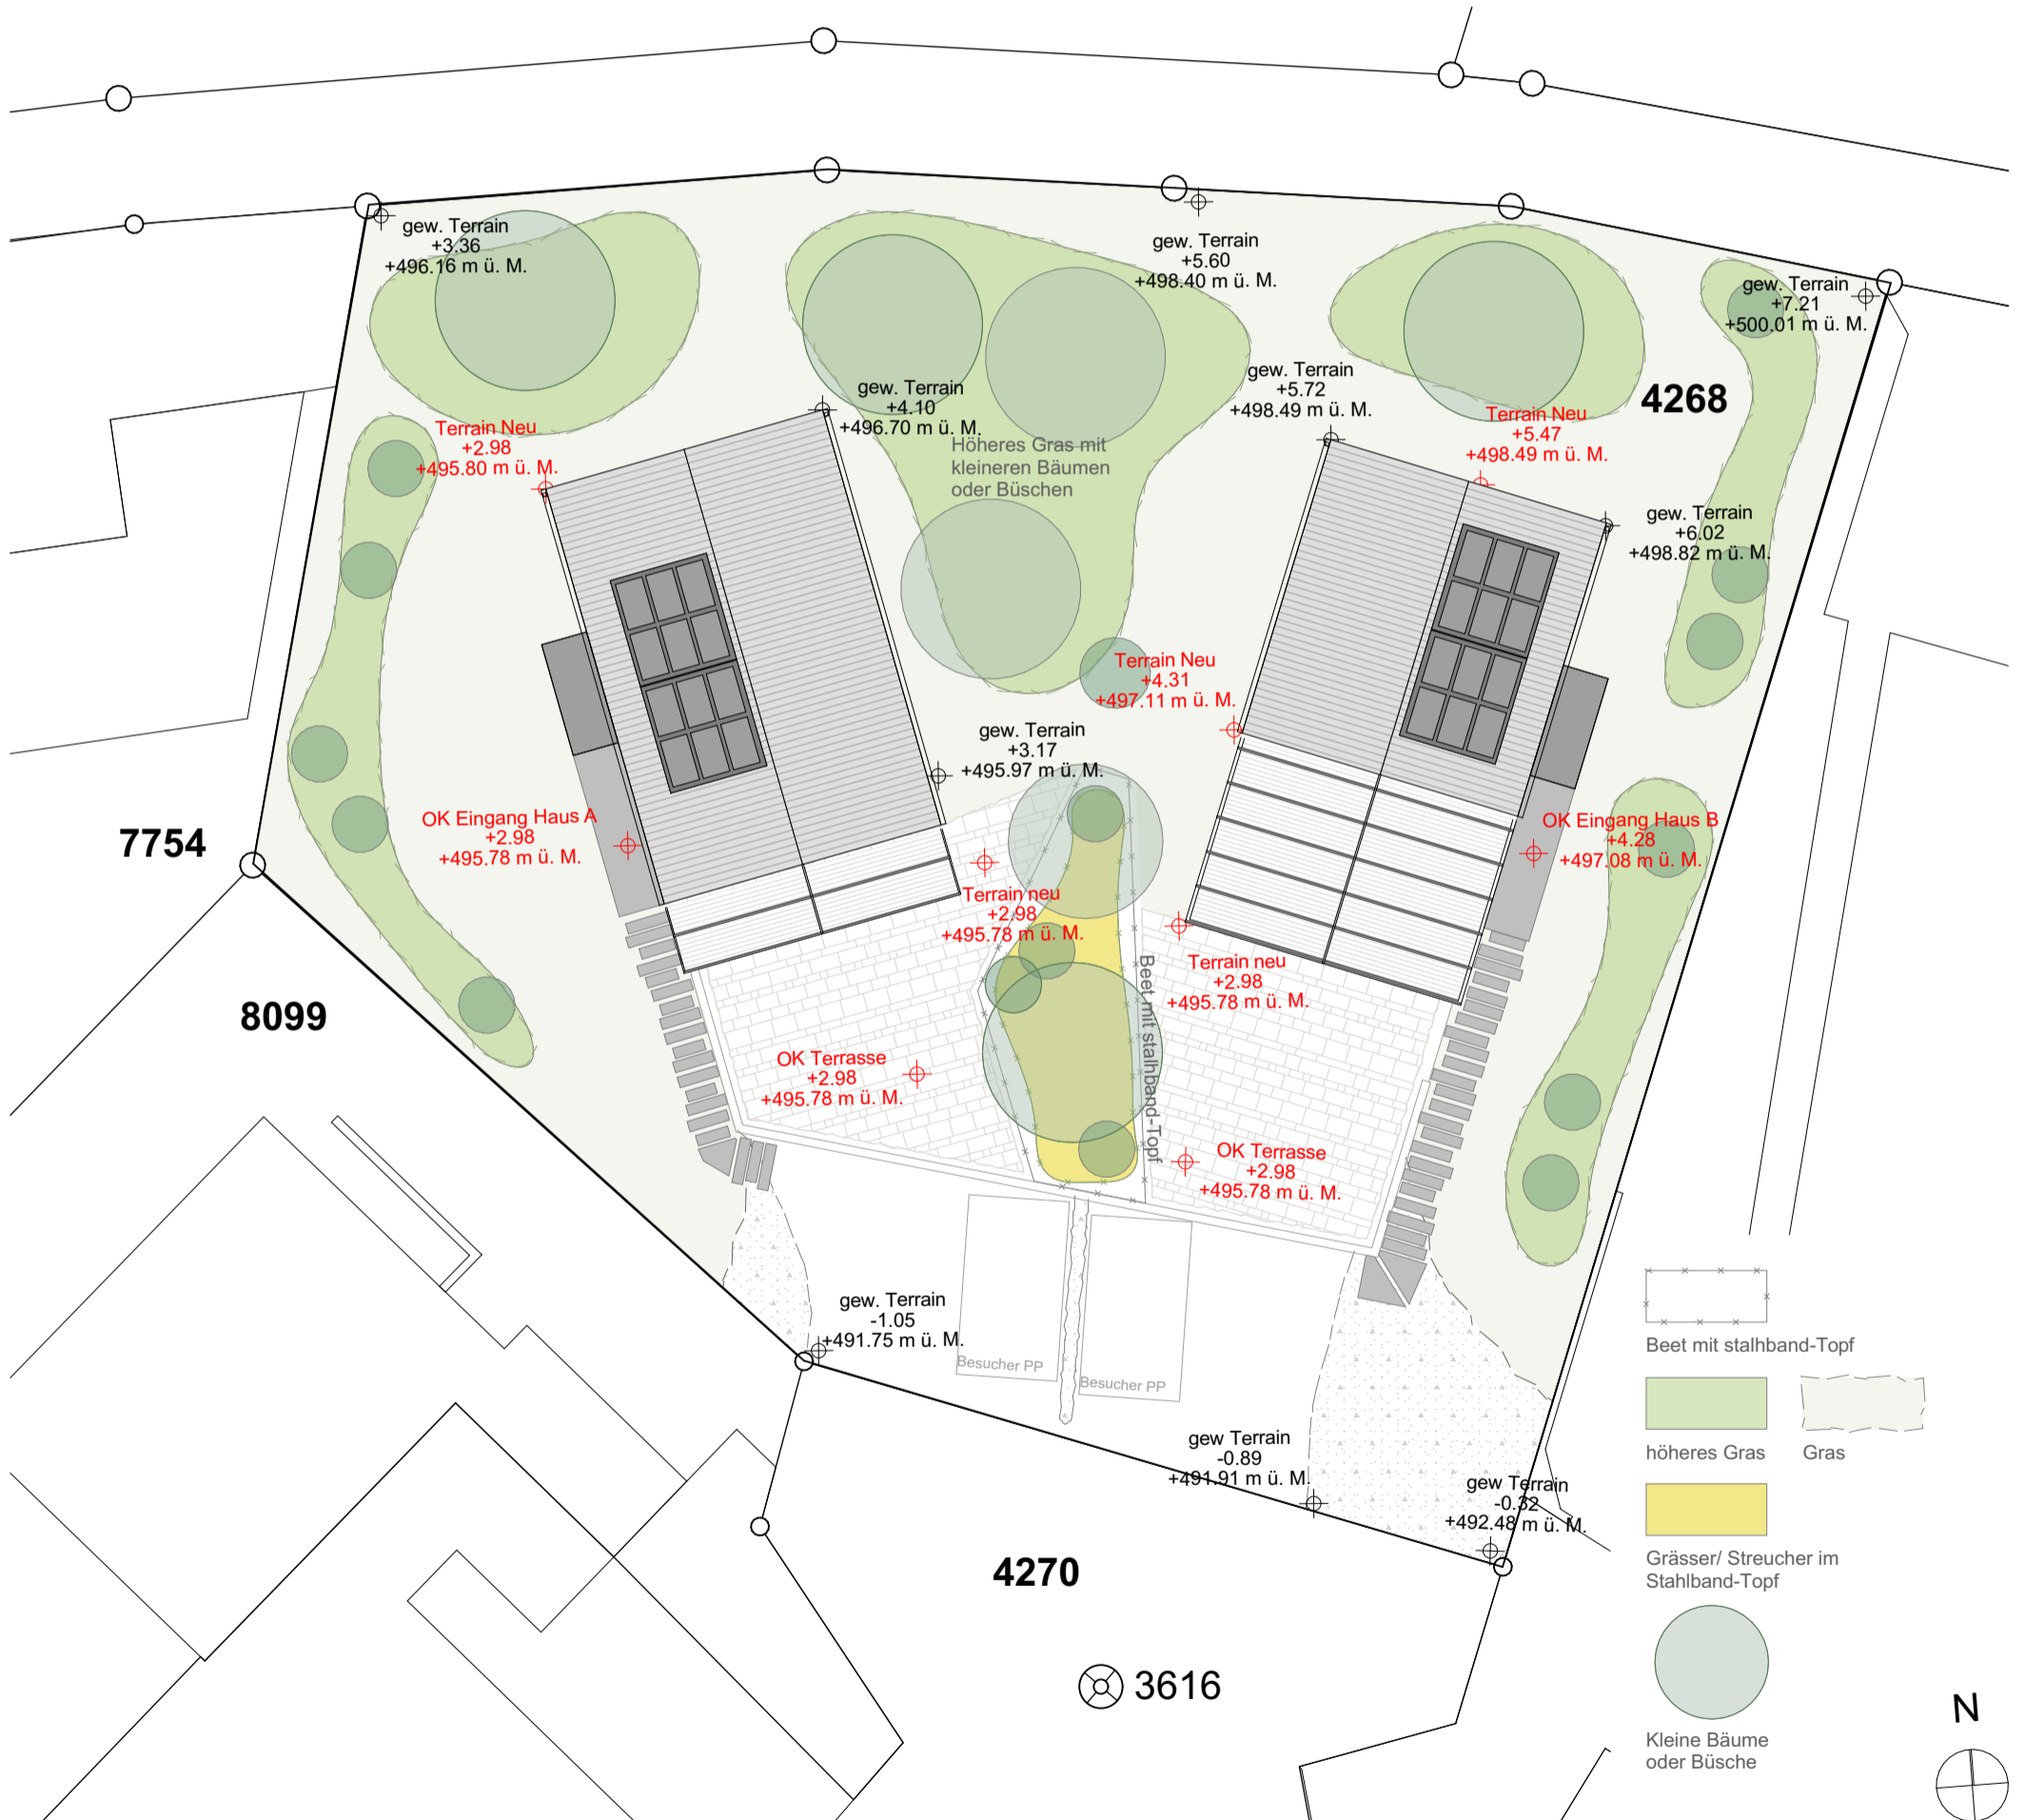 gew. Terrain
+3.36
+496.16 m ü. M.
gew. Terrain
+5.60
+498.40 m ü. M.
gew. Terrain
+7.21
+500.01 m ü. M.
gew. Terrain
+4.10
+496.70 m ü. M.
gew. Terrain
+5.72
+498.49 m ü. M.
4268
Terrain Neu
+2.98
+495.80 m ü. M.
Terrain Neu
+5.47
+498.49 m ü. M.
Höheres Gras mit
kleineren Bäumen
oder Büschen
gew. Terrain
+6.02
+498.82 m ü. M.
Terrain Neu
+4.31
+497.11 m ü. M.
gew. Terrain
+3.17
+495.97 m ü. M.
7754
OK Eingang Haus A
+2.98
+495.78 m ü. M.
OK Eingang Haus B
+4.28
+497.08 m ü. M.
Terrain neu
+2.98
+495.78 m ü. M.
8099
Terrain neu
+2.98
+495.78 m ü. M.
Beet mit stalhband-Topf
OK Terrasse
+2.98
+495.78 m ü. M.
OK Terrasse
+2.98
+495.78 m ü. M.
gew. Terrain
-1.05
+491.75 m ü. M.
Besucher PP
Besucher PP
gew Terrain
-0.89
+491.91 m ü. M.
gew Terrain
-0.32
+492.48 m ü. M.
4270
3616
Beet mit stalhband-Topf
höheres Gras
Gras
Grässer/ Streucher im
Stahlband-Topf
Kleine Bäume
oder Büsche
N